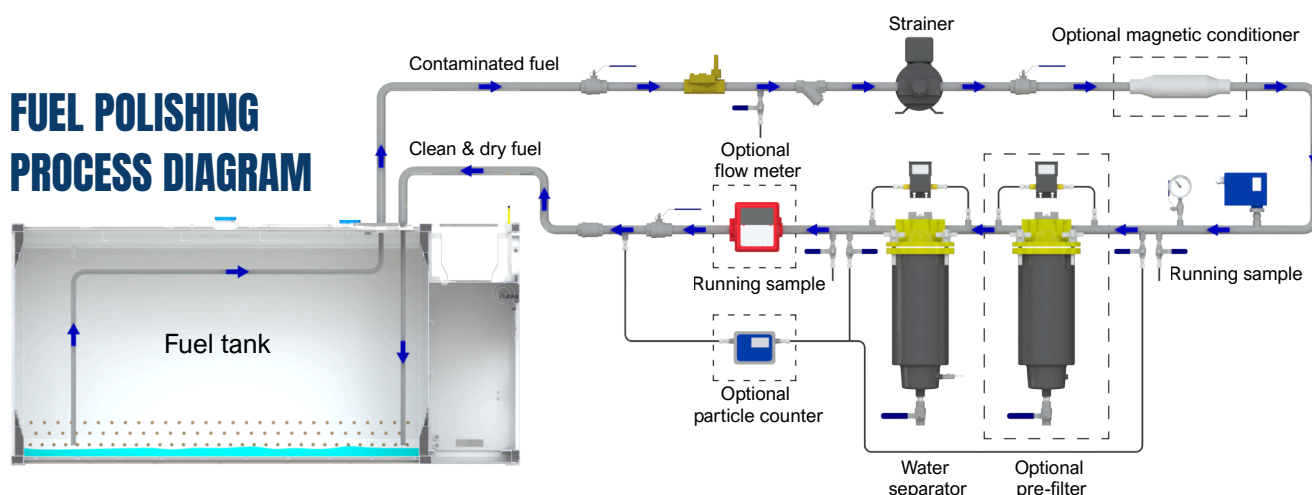 FUEL POLISHING
PROCESS DIAGRAM
Contaminated fuel
Strainer
Optional magnetic conditioner
Clean & dry fuel
Optional
flow meter
Running sample
Running sample
Fuel tank
Optional
particle counter
Water
separator
Optional
pre-filter